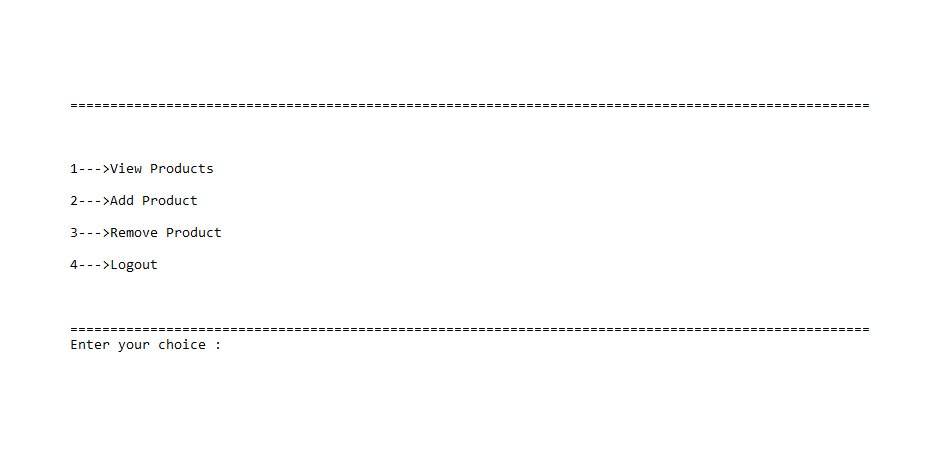 ====================================================================================================
1--->View Products
2--->Add Product
3--->Remove Product
4--->Logout
====================================================================================================
Enter your choice :